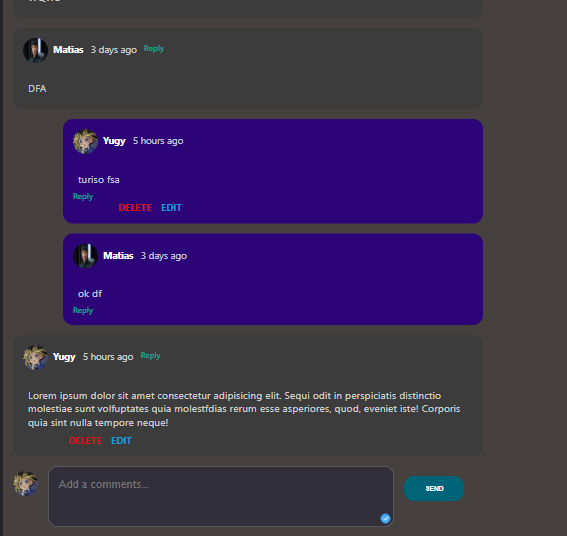 Matias 3 days ago Reply
DFA
Yugy 5 hours ago
turiso fsa
Reply
DELETE EDIT
Matias 3 days ago
ok df
Reply
Yugy 5 hours ago Reply
Lorem ipsum dolor sit amet consectetur adipisicing elit. Sequi odit in perspiciatis distinctio
molestiae sunt volfuptates quia molestfdias rerum esse asperiores, quod, eveniet iste! Corporis
quia sint nulla tempore neque!
DELETE EDIT
Add a comments...
SEND